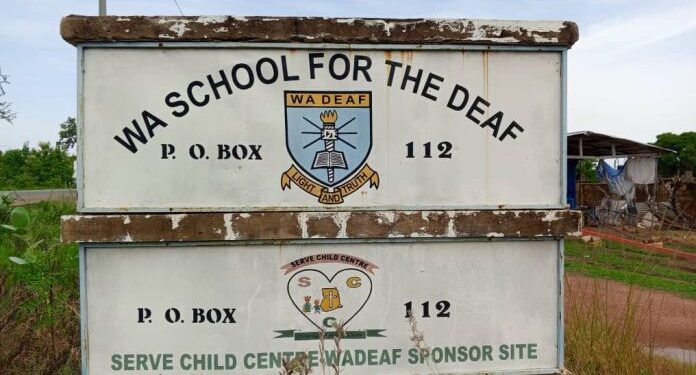 WA SCHOOL FOR THE DEAF
WA DEAF
P. O. BOX 112
LIGHT AND TRUTH
SERVE CHILD CENTRE
S C
P. O. BOX 112
C
SERVE CHILD CENTRE WADEAF SPONSOR SITE